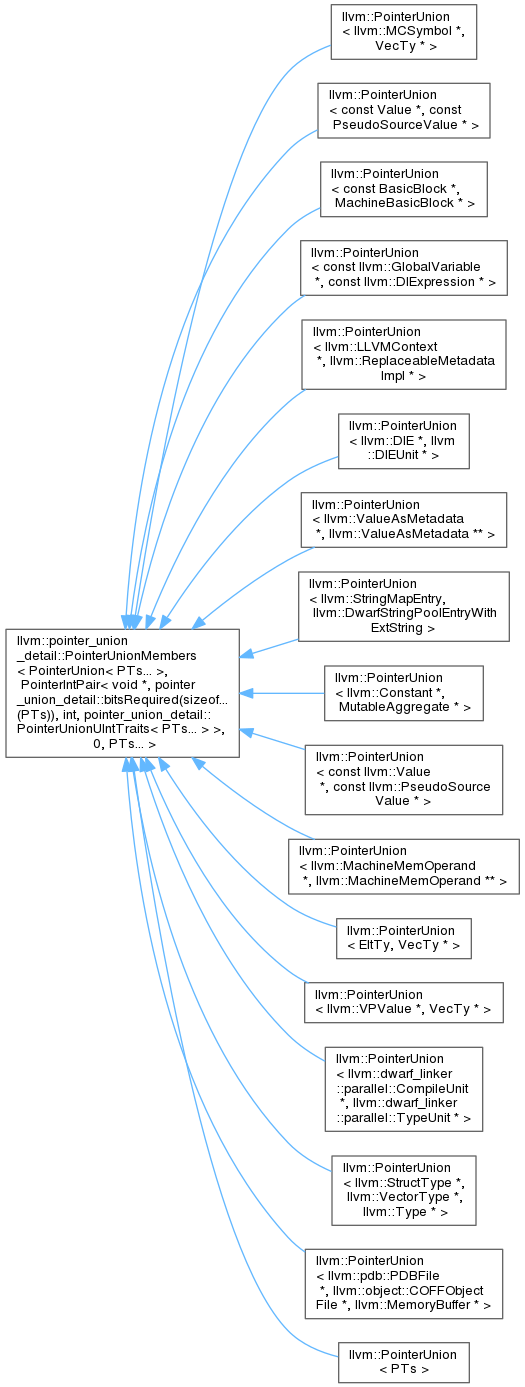 llvm::PointerUnion
< llvm::MCSymbol *,
VecTy * >
llvm::PointerUnion
< const Value *, const
PseudoSourceValue * >
llvm::PointerUnion
< const BasicBlock *,
MachineBasicBlock * >
llvm::PointerUnion
< const llvm::GlobalVariable
*, const llvm::DIExpression * >
llvm::PointerUnion
< llvm::LLVMContext
*, llvm::ReplaceableMetadata
Impl * >
llvm::PointerUnion
< llvm::DIE *, llvm
::DIEUnit * >
llvm::PointerUnion
< llvm::ValueAsMetadata
*, llvm::ValueAsMetadata ** >
llvm::PointerUnion
< llvm::StringMapEntry,
llvm::DwarfStringPoolEntryWith
ExtString >
llvm::pointer_union
_detail::PointerUnionMembers
< PointerUnion< PTs... >,
PointerIntPair< void *, pointer
_union_detail::bitsRequired(sizeof...
(PTs)), int, pointer_union_detail::
PointerUnionUIntTraits< PTs... > >,
0, PTs... >
llvm::PointerUnion
< llvm::Constant *,
MutableAggregate * >
llvm::PointerUnion
< const llvm::Value
*, const llvm::PseudoSource
Value * >
llvm::PointerUnion
< llvm::MachineMemOperand
*, llvm::MachineMemOperand ** >
llvm::PointerUnion
< EltTy, VecTy * >
llvm::PointerUnion
< llvm::VPValue *, VecTy * >
llvm::PointerUnion
< llvm::dwarf_linker
::parallel::CompileUnit
*, llvm::dwarf_linker
::parallel::TypeUnit * >
llvm::PointerUnion
< llvm::StructType *,
llvm::VectorType *,
llvm::Type * >
llvm::PointerUnion
< llvm::pdb::PDBFile
*, llvm::object::COFFObject
File *, llvm::MemoryBuffer * >
llvm::PointerUnion
< PTs >